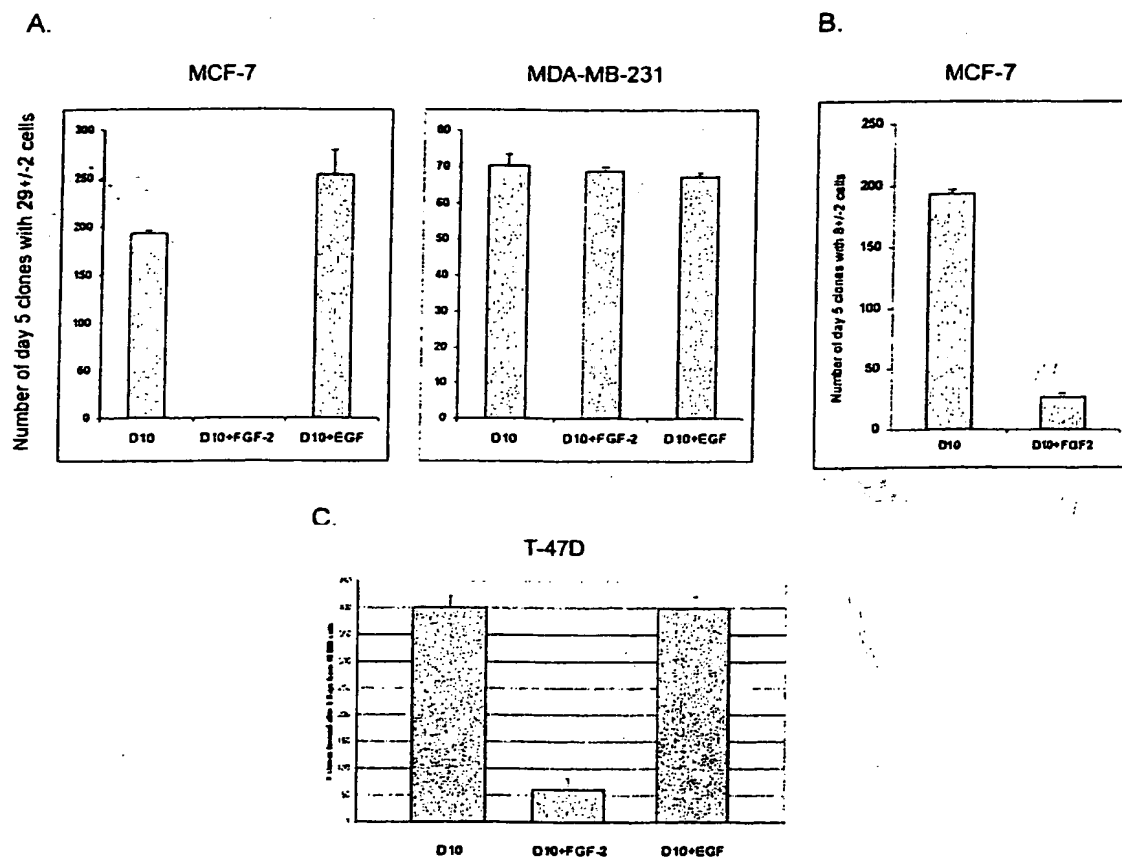 A.
B.
MCF-7
MDA-MB-231
MCF-7
Number of day 5 clones with 29+/-2 cells
300
250
200
150
100
50
0
D10
D10+FGF-2
D10+EGF
80
70
60
50
40
30
20
10
0
D10
D10+FGF-2
D10+EGF
Number of day 5 clones with 8+/-2 cells
250
200
150
100
50
0
D10
D10+FGF2
C.
T-47D
D10
D10+FGF-2
D10+EGF